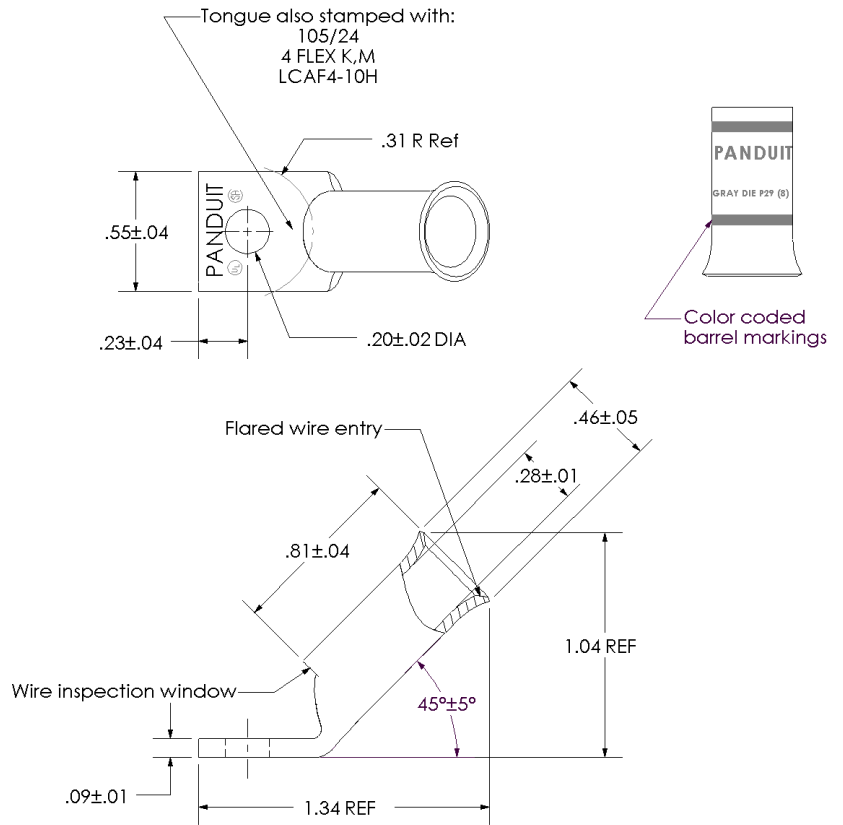 Tongue also stamped with:
105/24
4 FLEX K,M
LCAF4-10H
.31 R Ref
PANDUIT
GRAY DIE P29 (8)
PANDUIT
.55±.04
.23±.04
.20±.02 DIA
Color coded
barrel markings
Flared wire entry
.46±.05
.28±.01
.81±.04
1.04 REF
Wire inspection window
45°±5°
.09±.01
1.34 REF